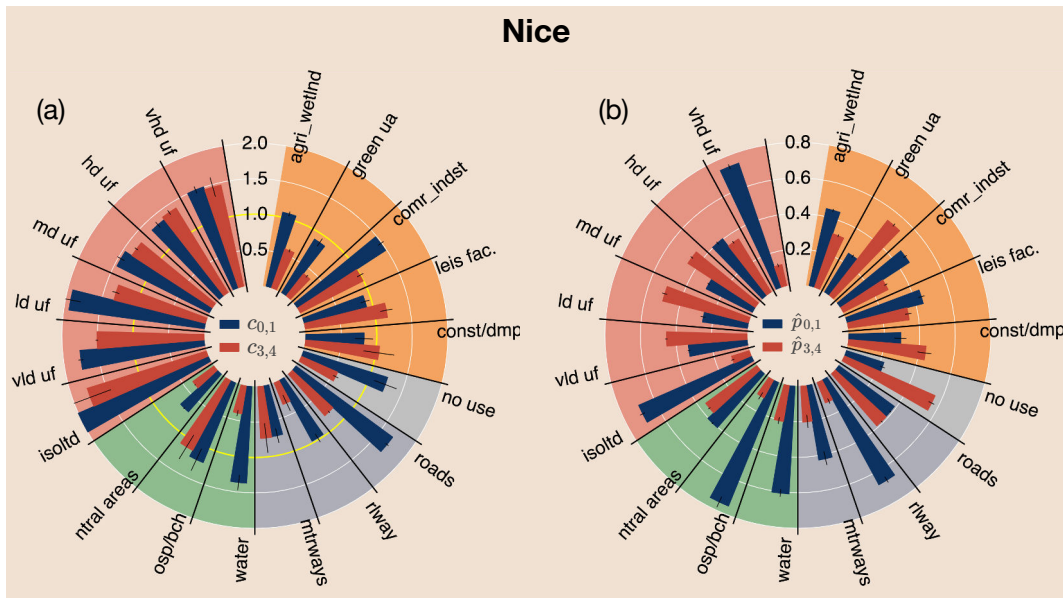 Nice
(a)
2.0
1.5
1.0
0.5
agri_wetlnd
green ua
comr_indst
leis fac.
const/dmp
no use
roads
rlway
mtrways
water
osp/bch
ntral areas
isoltd
vld uf
ld uf
md uf
hd uf
vhd uf
c0,1
c3,4
(b)
0.8
0.6
0.4
0.2
agri_wetlnd
green ua
comr_indst
leis fac.
const/dmp
no use
roads
rlway
mtrways
water
osp/bch
ntral areas
isoltd
vld uf
ld uf
md uf
hd uf
vhd uf
p̂0,1
p̂3,4